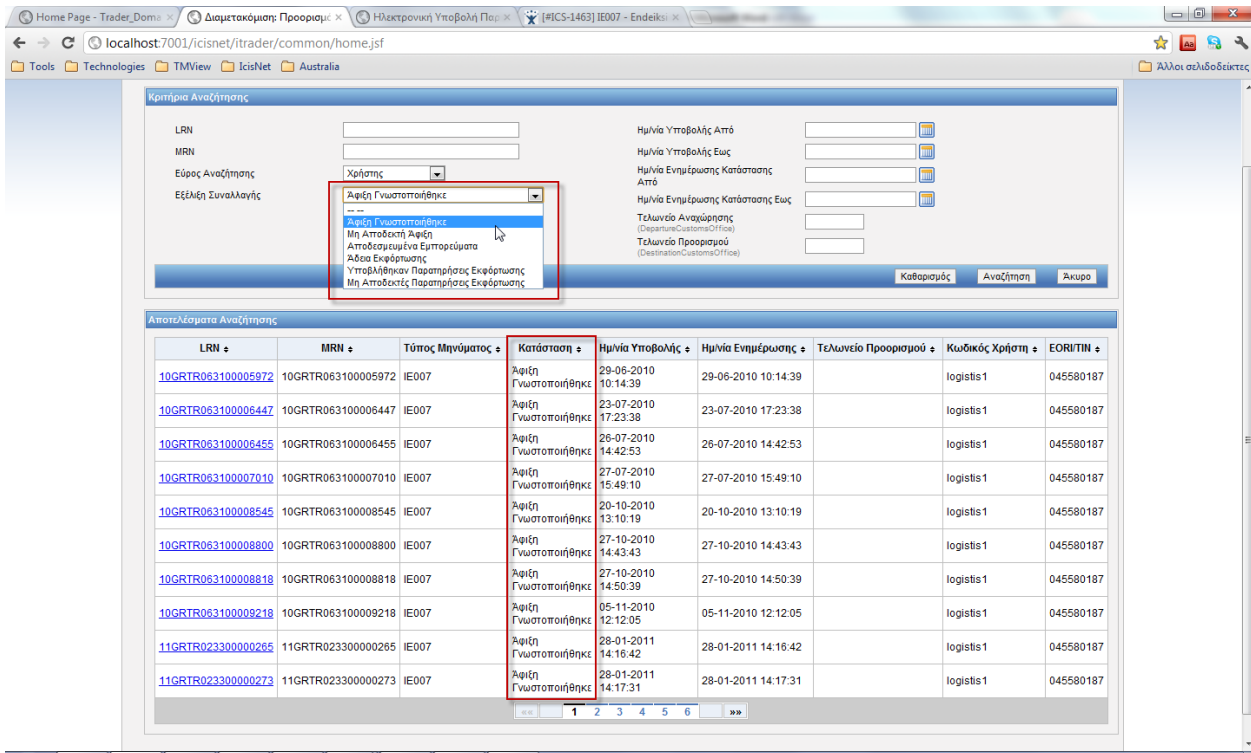 Home Page - Trader_Doma
Διαμετακόμιση: Προορισμό
Ηλεκτρονική Υποβολή Παρ
[#ICS-1463] IE007 - Endeiksi
localhost:7001/icisnet/itrader/common/home.jsf
Tools Technologies TMView IcisNet Australia Άλλοι σελιδοδείκτες
Κριτήρια Αναζήτησης
LRN
MRN
Εύρος Αναζήτησης Χρήστης
Εξέλιξη Συναλλαγής Άφιξη Γνωστοποιήθηκε
-- --
Άφιξη Γνωστοποιήθηκε
Μη Αποδεκτή Άφιξη
Αποδεσμευμένα Εμπορεύματα
Άδεια Εκφόρτωσης
Υποβλήθηκαν Παρατηρήσεις Εκφόρτωσης
Μη Αποδεκτές Παρατηρήσεις Εκφόρτωσης
Ημ/νία Υποβολής Από
Ημ/νία Υποβολής Εως
Ημ/νία Ενημέρωσης Κατάστασης
Από
Ημ/νία Ενημέρωσης Κατάστασης Εως
Τελωνείο Αναχώρησης
(DepartureCustomsOffice)
Τελωνείο Προορισμού
(DestinationCustomsOffice)
Καθαρισμός Αναζήτηση Άκυρο
Αποτελέσματα Αναζήτησης
LRN MRN Τύπος Μηνύματος Κατάσταση Ημ/νία Υποβολής Ημ/νία Ενημέρωσης Τελωνείο Προορισμού Κωδικός Χρήστη EORI/TIN
10GRTR063100005972 10GRTR063100005972 IE007 Άφιξη Γνωστοποιήθηκε 29-06-2010 10:14:39 29-06-2010 10:14:39 logistis1 045580187
10GRTR063100006447 10GRTR063100006447 IE007 Άφιξη Γνωστοποιήθηκε 23-07-2010 17:23:38 23-07-2010 17:23:38 logistis1 045580187
10GRTR063100006455 10GRTR063100006455 IE007 Άφιξη Γνωστοποιήθηκε 26-07-2010 14:42:53 26-07-2010 14:42:53 logistis1 045580187
10GRTR063100007010 10GRTR063100007010 IE007 Άφιξη Γνωστοποιήθηκε 27-07-2010 15:49:10 27-07-2010 15:49:10 logistis1 045580187
10GRTR063100008545 10GRTR063100008545 IE007 Άφιξη Γνωστοποιήθηκε 20-10-2010 13:10:19 20-10-2010 13:10:19 logistis1 045580187
10GRTR063100008800 10GRTR063100008800 IE007 Άφιξη Γνωστοποιήθηκε 27-10-2010 14:43:43 27-10-2010 14:43:43 logistis1 045580187
10GRTR063100008818 10GRTR063100008818 IE007 Άφιξη Γνωστοποιήθηκε 27-10-2010 14:50:39 27-10-2010 14:50:39 logistis1 045580187
10GRTR063100009218 10GRTR063100009218 IE007 Άφιξη Γνωστοποιήθηκε 05-11-2010 12:12:05 05-11-2010 12:12:05 logistis1 045580187
11GRTR023300000265 11GRTR023300000265 IE007 Άφιξη Γνωστοποιήθηκε 28-01-2011 14:16:42 28-01-2011 14:16:42 logistis1 045580187
11GRTR023300000273 11GRTR023300000273 IE007 Άφιξη Γνωστοποιήθηκε 28-01-2011 14:17:31 28-01-2011 14:17:31 logistis1 045580187
«« 1 2 3 4 5 6 »»